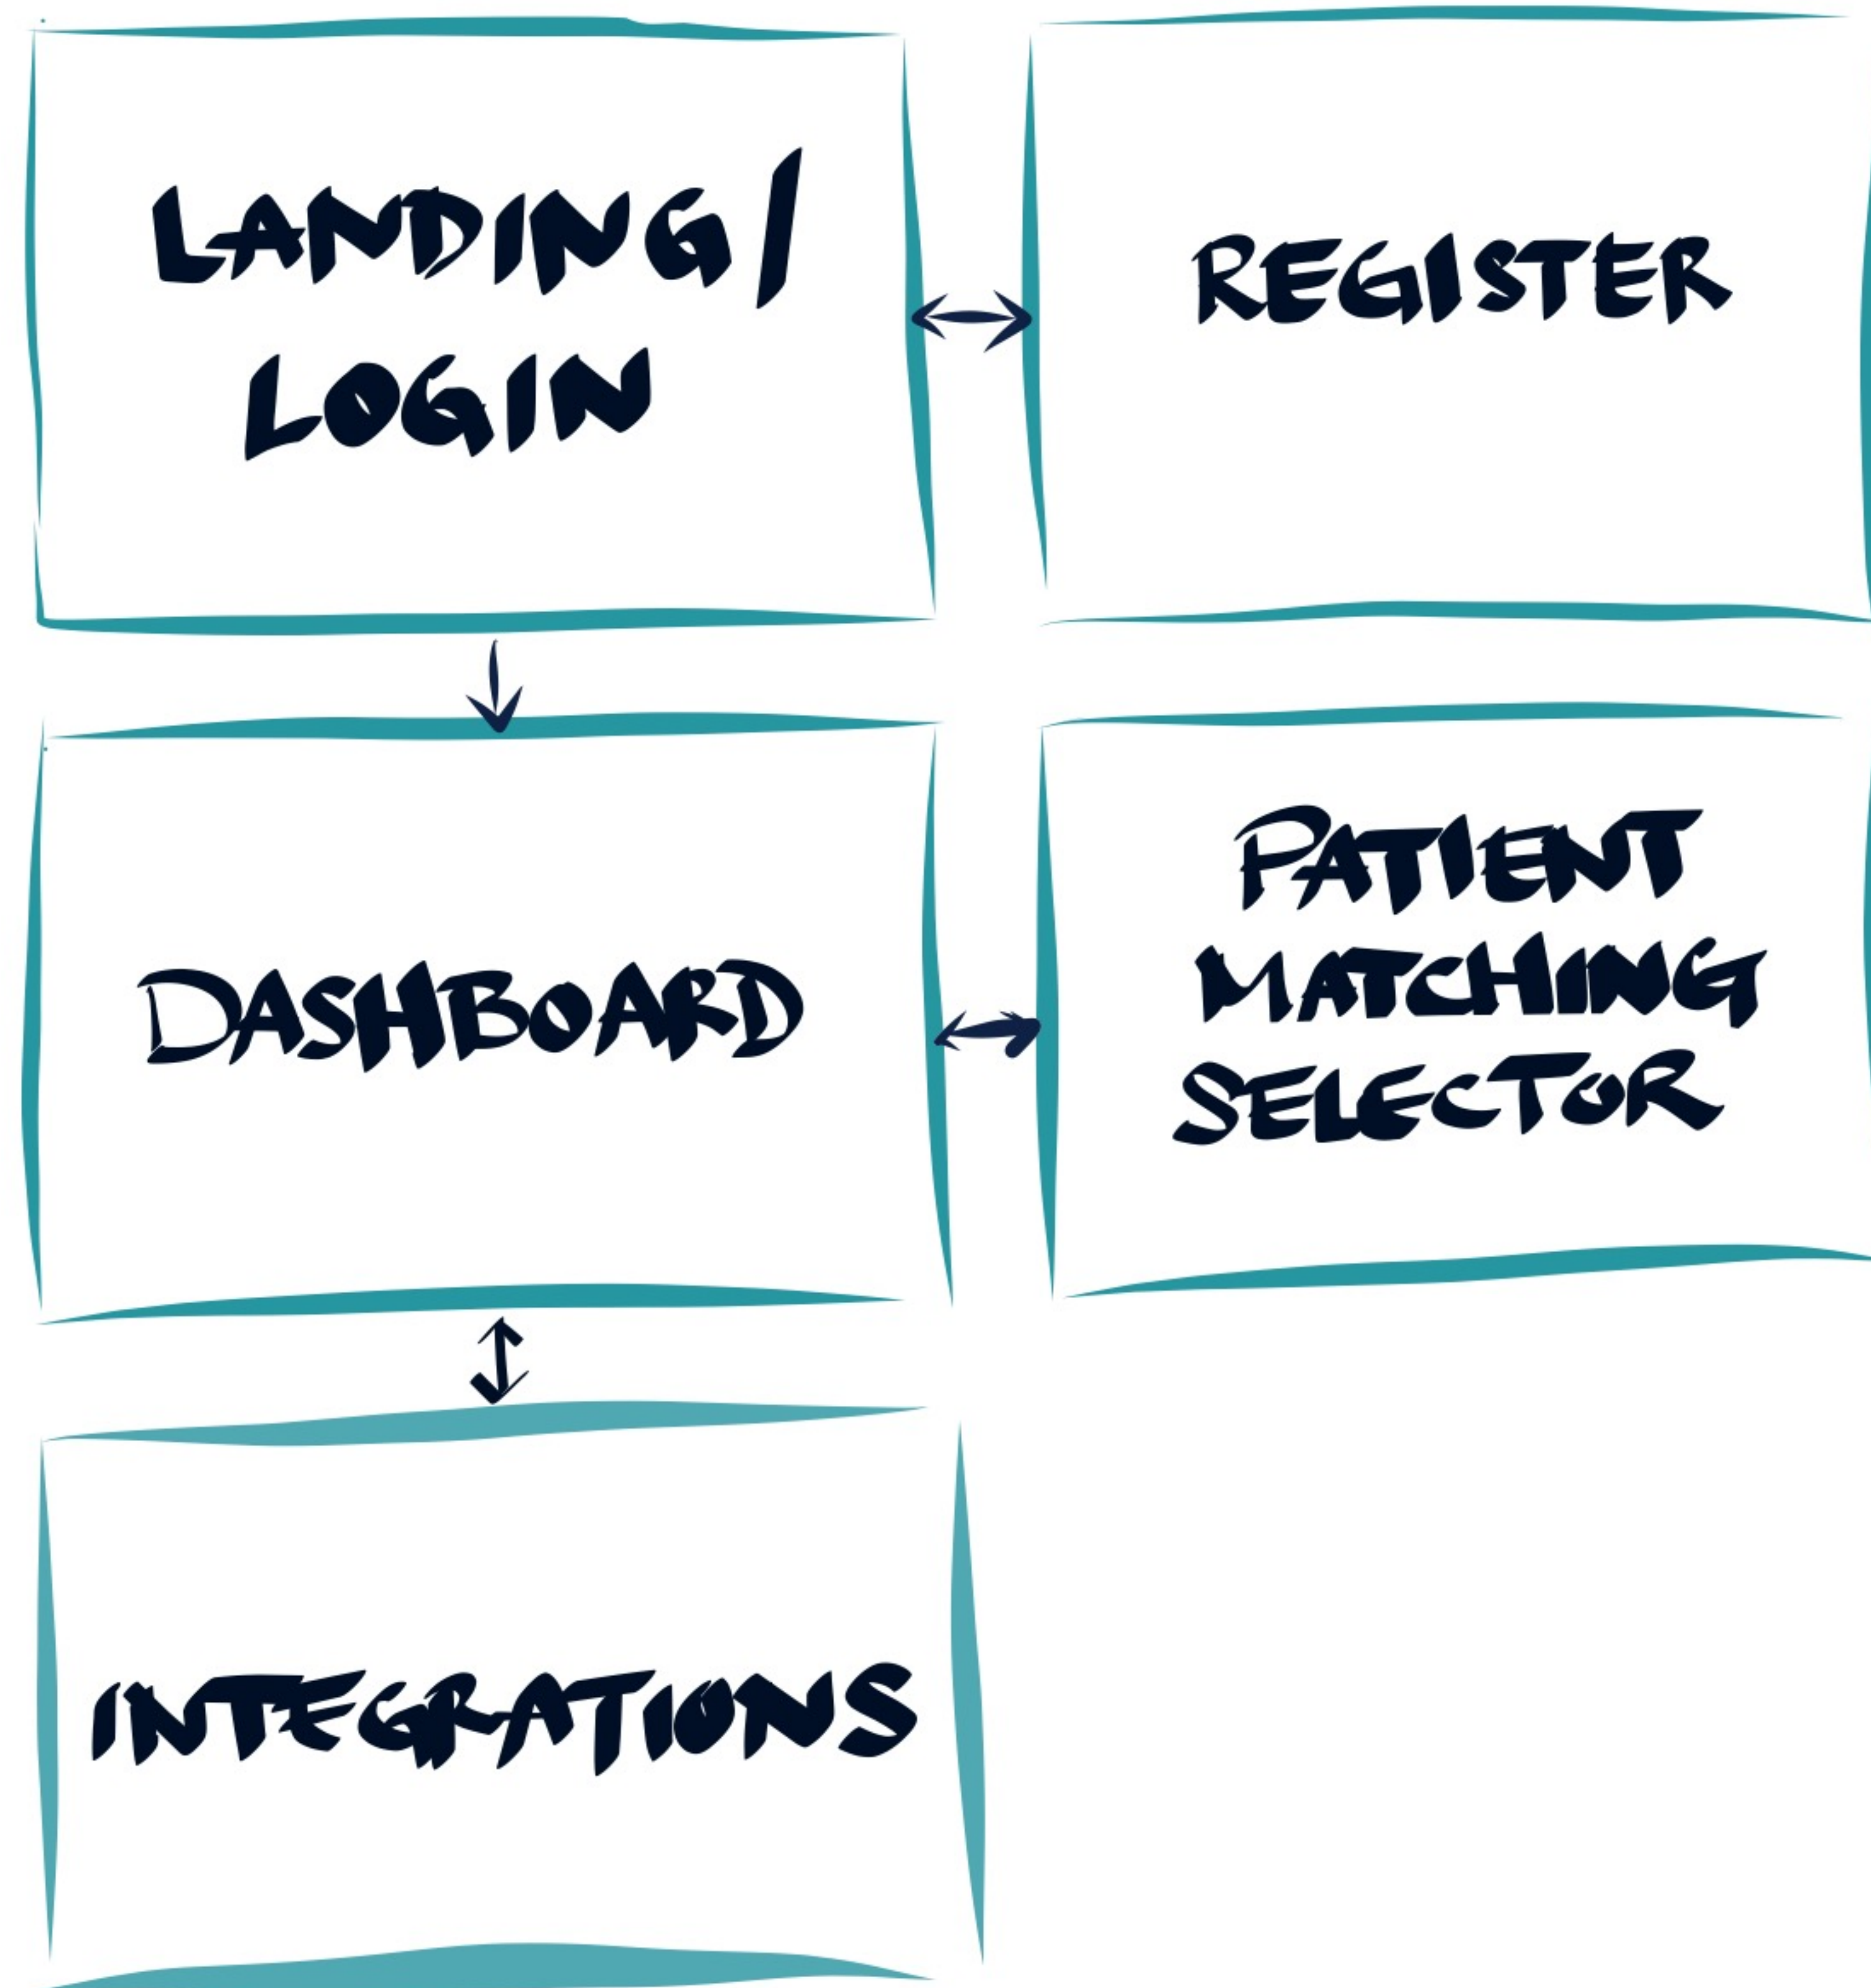 LANDING/
LOGIN
REGISTER
DASHBOARD
PATIENT
MATCHING
SELECTOR
INTEGRATIONS